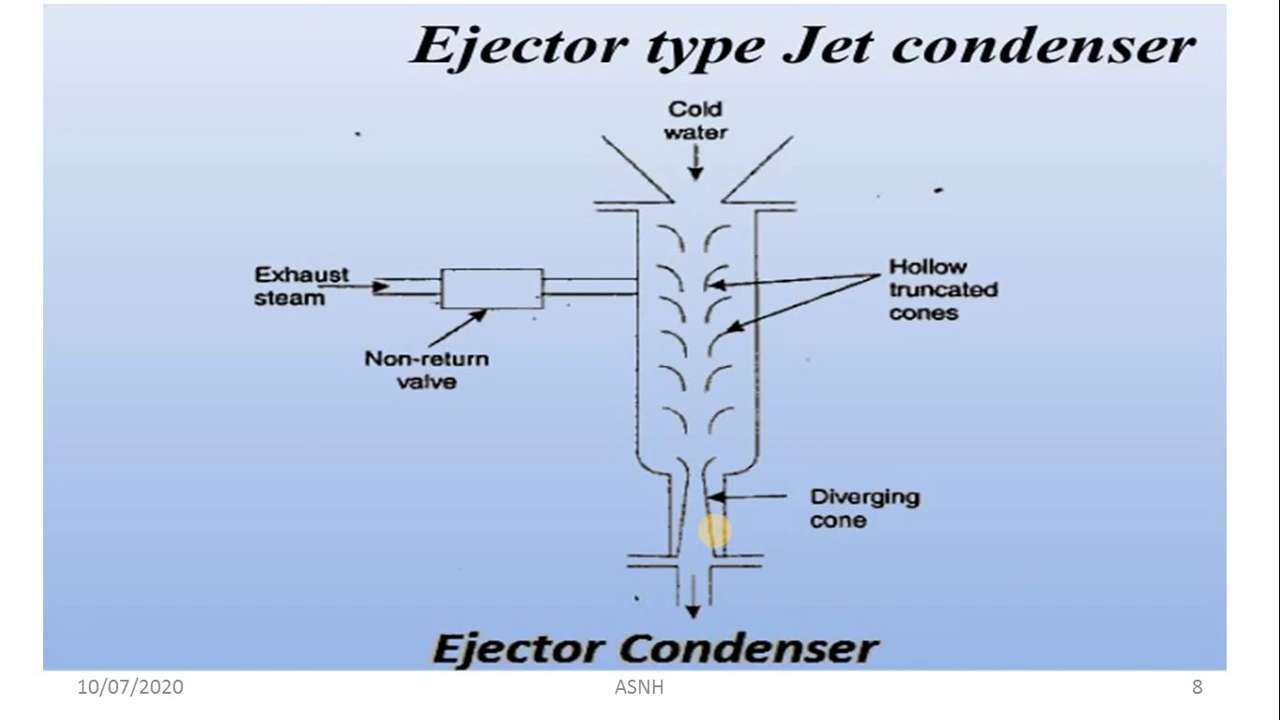 Ejector type Jet condenser
Cold
water
Exhaust
steam
Hollow
truncated
cones
Non-return
valve
Diverging
cone
Ejector Condenser
10/07/2020
ASNH
8